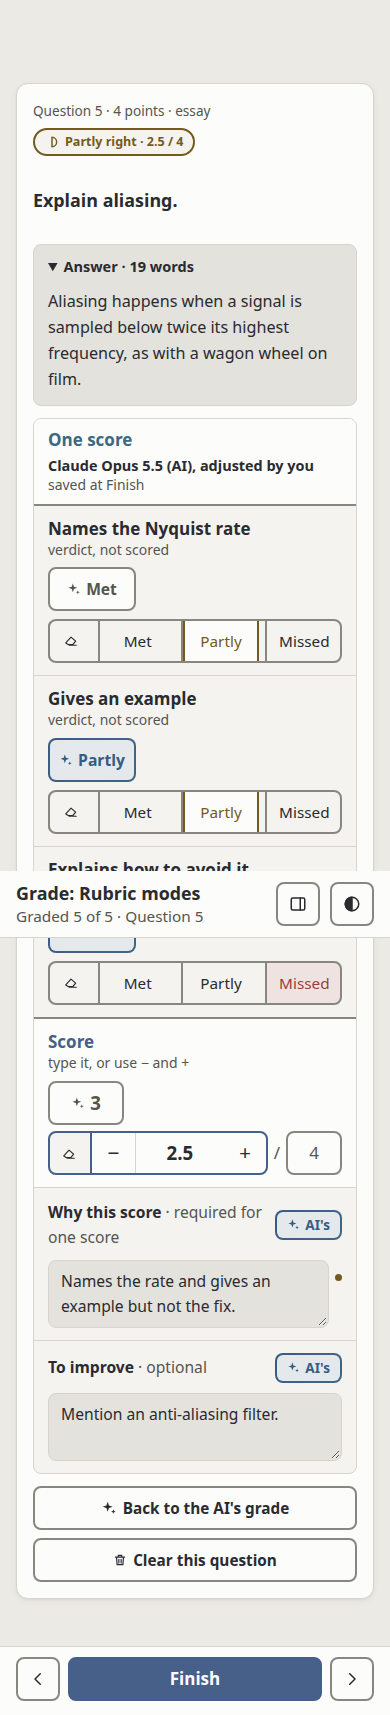 Question 5 · 4 points · essay
Partly right · 2.5 / 4
Explain aliasing.
Answer · 19 words
Aliasing happens when a signal is
sampled below twice its highest
frequency, as with a wagon wheel on
film.
One score
Claude Opus 5.5 (AI), adjusted by you
saved at Finish
Names the Nyquist rate
verdict, not scored
Met
Met Partly Missed
Gives an example
verdict, not scored
Partly
Met Partly Missed
Explains how to avoid it
Grade: Rubric modes
Graded 5 of 5 · Question 5
Met Partly Missed
Score
type it, or use − and +
3
− 2.5 + / 4
Why this score · required for
one score
AI's
Names the rate and gives an
example but not the fix.
To improve · optional
AI's
Mention an anti-aliasing filter.
Back to the AI's grade
Clear this question
Finish